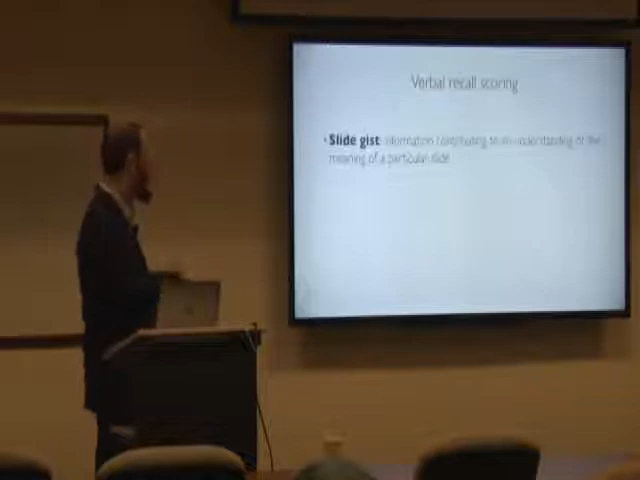 Verbal recall scoring
• Slide gist: information contributing to an understanding of the
meaning of a particular slide